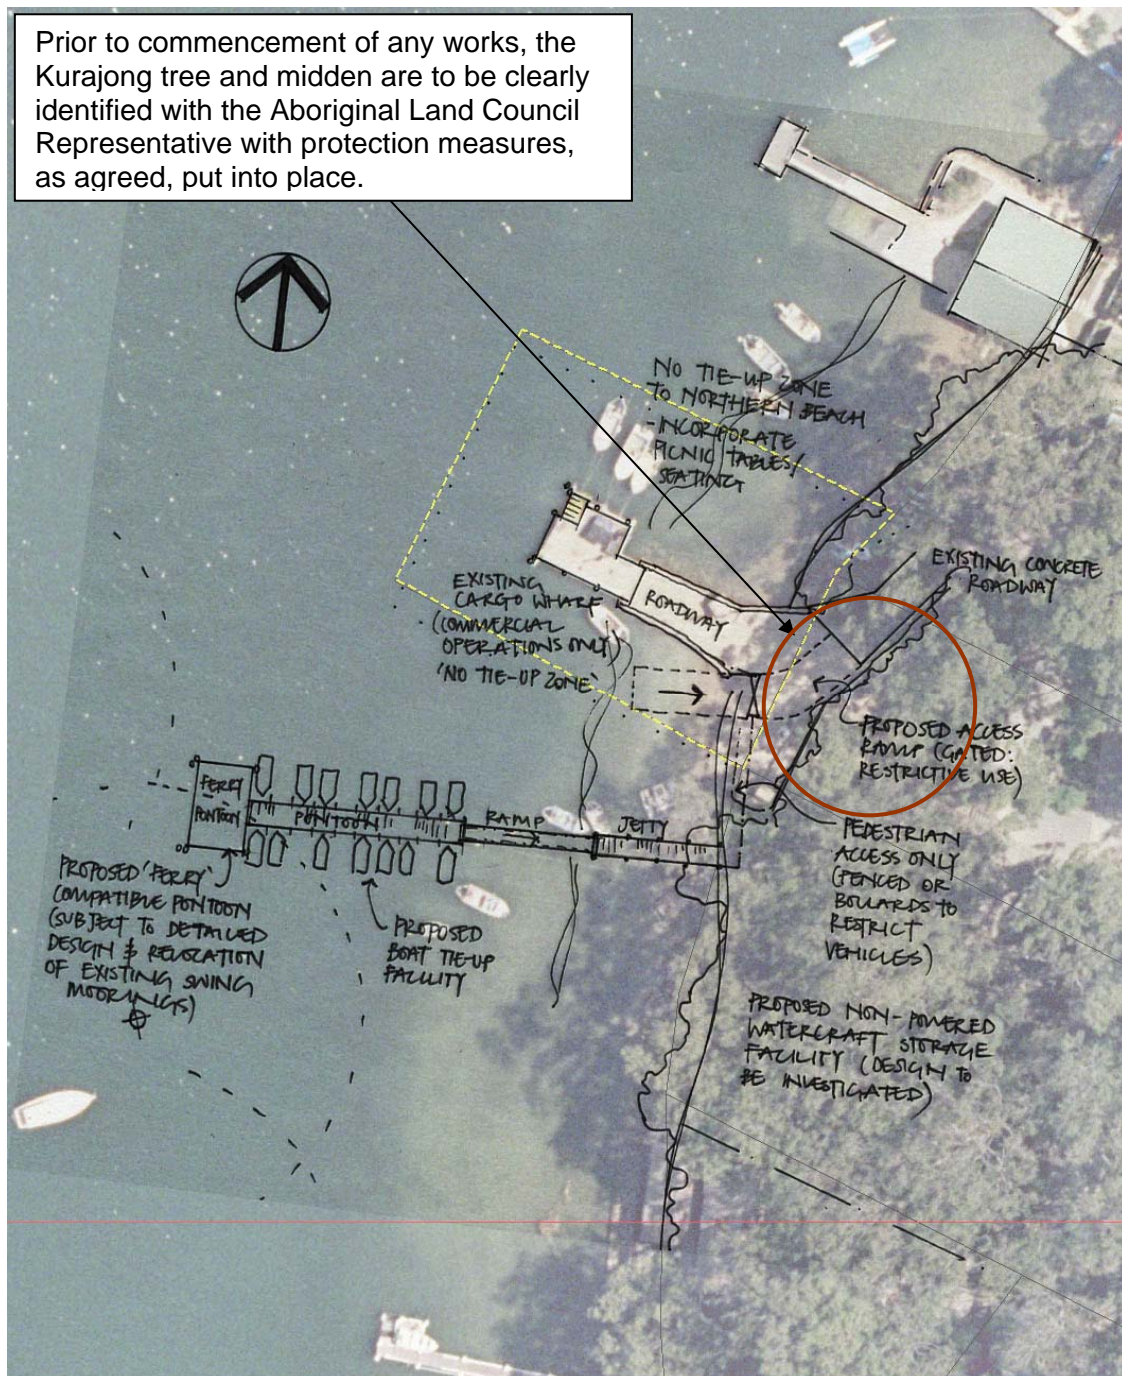 Prior to commencement of any works, the
Kurajong tree and midden are to be clearly
identified with the Aboriginal Land Council
Representative with protection measures,
as agreed, put into place.
NO TIE-UP ZONE
TO NORTHERN BEACH
-INCORPORATE
PICNIC TABLES/
SEATING
EXISTING CONCRETE
ROADWAY
EXISTING
CARGO WHARF
(COMMERCIAL
OPERATIONS ONLY)
'NO TIE-UP ZONE'
ROADWAY
PROPOSED ACCESS
RAMP (GATED:
RESTRICTIVE USE)
FERRY
PONTOON
PONTOON
RAMP
JETTY
PEDESTRIAN
ACCESS ONLY
(FENCED OR
BOLLARDS TO
RESTRICT
VEHICLES)
PROPOSED 'FERRY'
COMPATIBLE PONTOON
(SUBJECT TO DETAILED
DESIGN & RELOCATION
OF EXISTING SWING
MOORINGS)
PROPOSED
BOAT TIE-UP
FACILITY
PROPOSED NON-POWERED
WATERCRAFT STORAGE
FACILITY (DESIGN TO
BE INVESTIGATED)